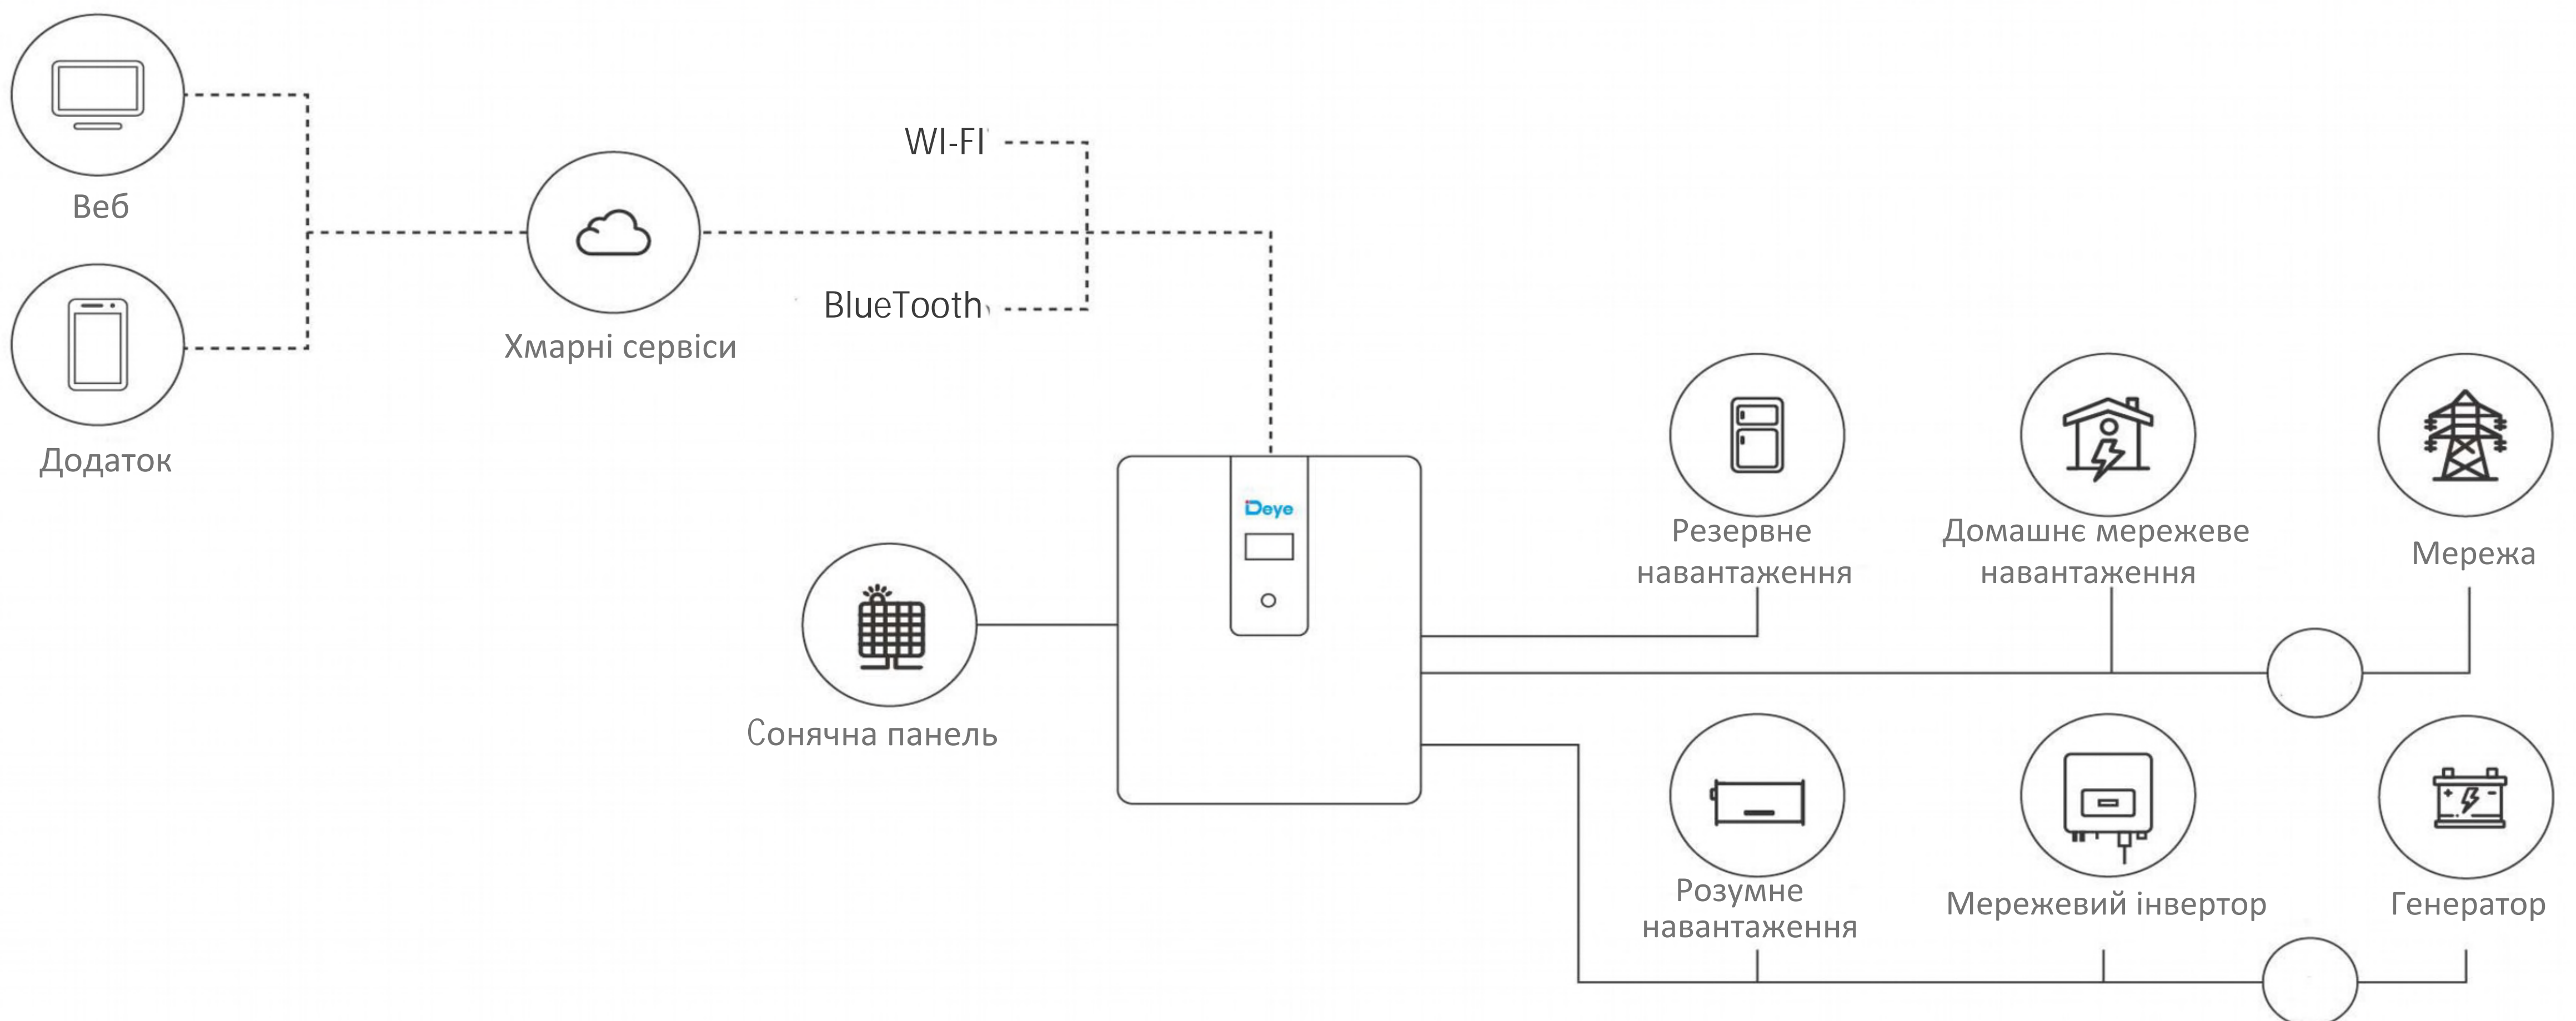 Веб
Додаток
Хмарні сервіси
WI-FI
BlueTooth
Deye
Сонячна панель
Резервне
навантаження
Домашнє мережеве
навантаження
Мережа
Розумне
навантаження
Мережевий інвертор
Генератор